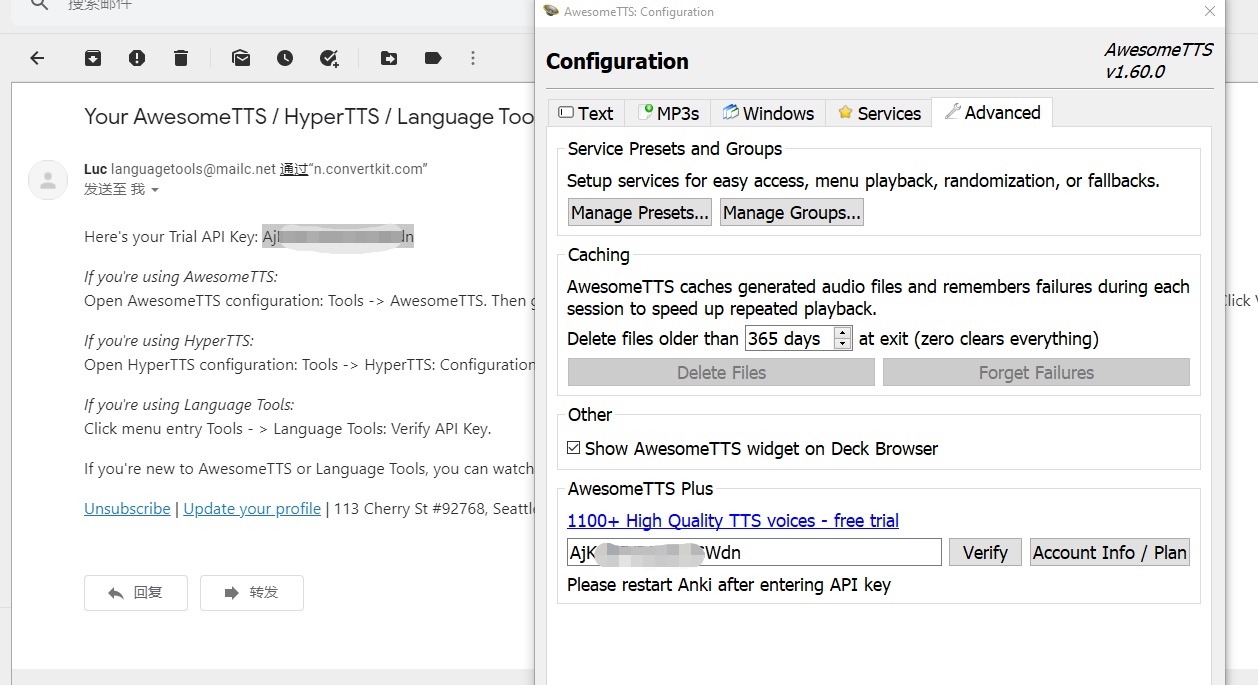 搜索邮件
Your AwesomeTTS / HyperTTS / Language Too
Luc languagetools@mailc.net 通过“n.convertkit.com”
发送至 我
Here's your Trial API Key:
If you're using AwesomeTTS:
Open AwesomeTTS configuration: Tools -> AwesomeTTS. Then
If you're using HyperTTS:
Open HyperTTS configuration: Tools -> HyperTTS: Configuration
If you're using Language Tools:
Click menu entry Tools - > Language Tools: Verify API Key.
If you're new to AwesomeTTS or Language Tools, you can watch
Unsubscribe | Update your profile | 113 Cherry St #92768, Seattle
回复
转发
AwesomeTTS: Configuration
Configuration
AwesomeTTS
v1.60.0
Text
MP3s
Windows
Services
Advanced
Service Presets and Groups
Setup services for easy access, menu playback, randomization, or fallbacks.
Manage Presets...
Manage Groups...
Caching
AwesomeTTS caches generated audio files and remembers failures during each
session to speed up repeated playback.
Delete files older than 365 days at exit (zero clears everything)
Delete Files
Forget Failures
Other
Show AwesomeTTS widget on Deck Browser
AwesomeTTS Plus
1100+ High Quality TTS voices - free trial
Verify
Account Info / Plan
Please restart Anki after entering API key
lick